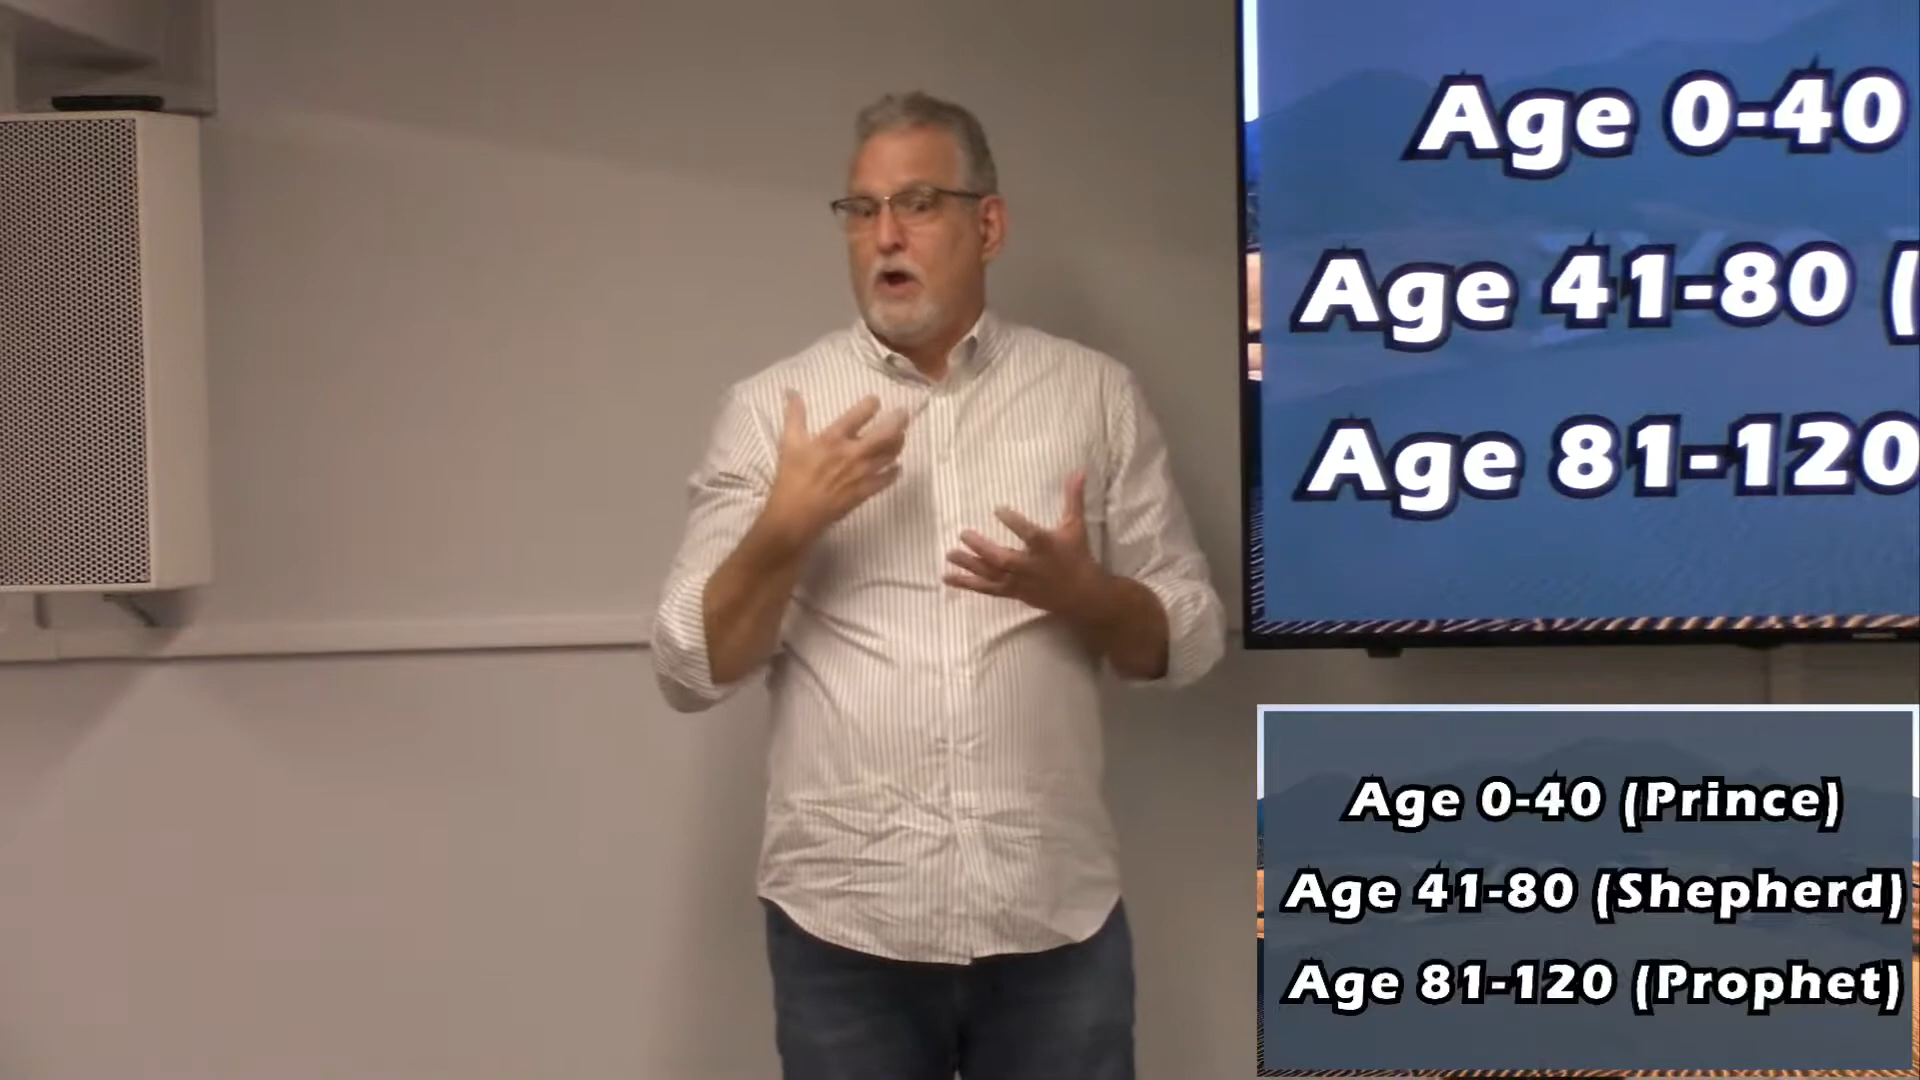 Age 0-40
Age 41-80 (
Age 81-120
Age 0-40 (Prince)
Age 41-80 (Shepherd)
Age 81-120 (Prophet)